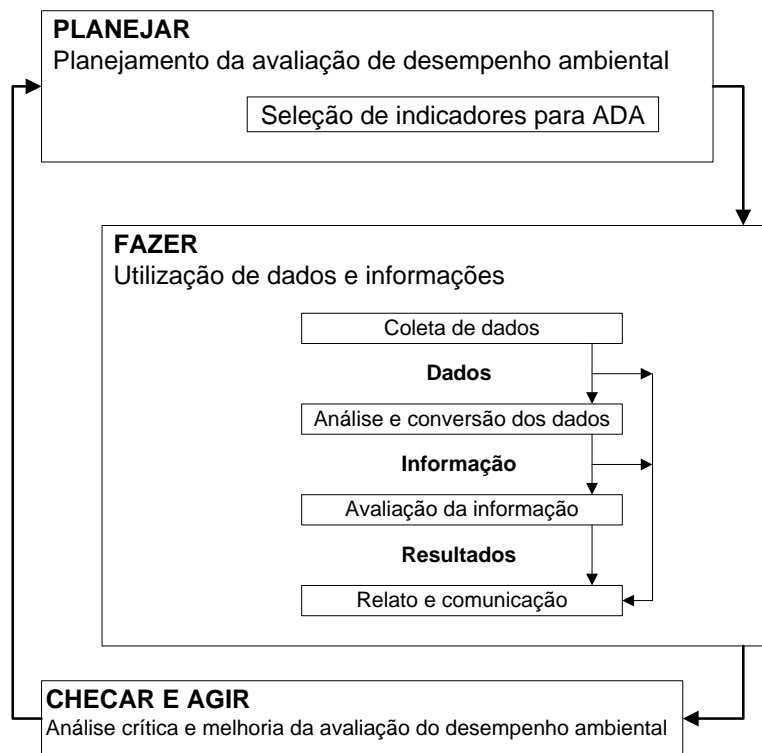 PLANEJAR
Planejamento da avaliação de desempenho ambiental
Seleção de indicadores para ADA
FAZER
Utilização de dados e informações
Coleta de dados
Dados
Análise e conversão dos dados
Informação
Avaliação da informação
Resultados
Relato e comunicação
CHECAR E AGIR
Análise crítica e melhoria da avaliação do desempenho ambiental